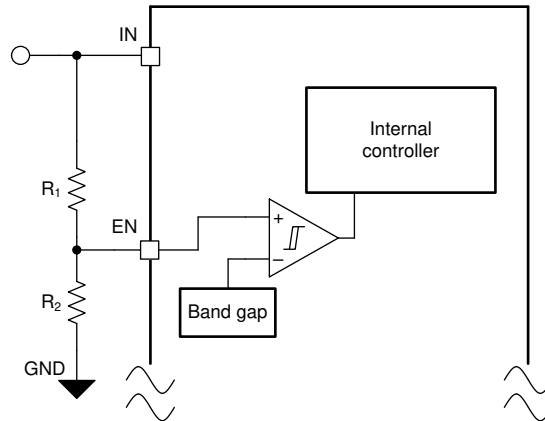 IN
Internal
controller
R1
EN
+
−
R2
Band gap
GND